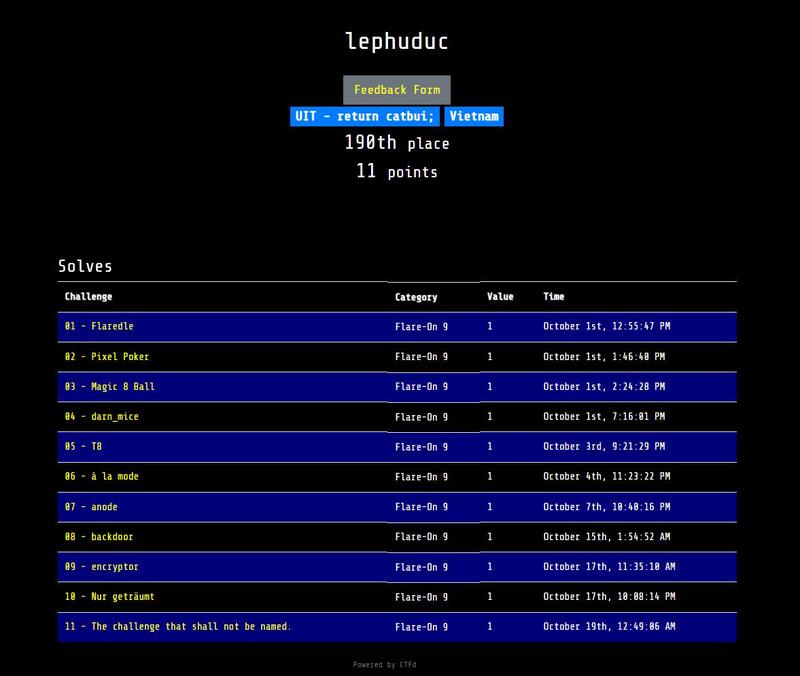 lephuduc
Feedback Form
UIT - return catbui; Vietnam
190th place
11 points
Solves
Challenge Category Value Time
01 - Flaredle Flare-On 9 1 October 1st, 12:55:47 PM
02 - Pixel Poker Flare-On 9 1 October 1st, 1:46:40 PM
03 - Magic 8 Ball Flare-On 9 1 October 1st, 2:24:28 PM
04 - darn_mice Flare-On 9 1 October 1st, 7:16:01 PM
05 - T8 Flare-On 9 1 October 3rd, 9:21:29 PM
06 - à la mode Flare-On 9 1 October 4th, 11:23:22 PM
07 - anode Flare-On 9 1 October 7th, 10:40:16 PM
08 - backdoor Flare-On 9 1 October 15th, 1:54:52 AM
09 - encryptor Flare-On 9 1 October 17th, 11:35:10 AM
10 - Nur geträumt Flare-On 9 1 October 17th, 10:08:14 PM
11 - The challenge that shall not be named. Flare-On 9 1 October 19th, 12:49:06 AM
Powered by CTFd